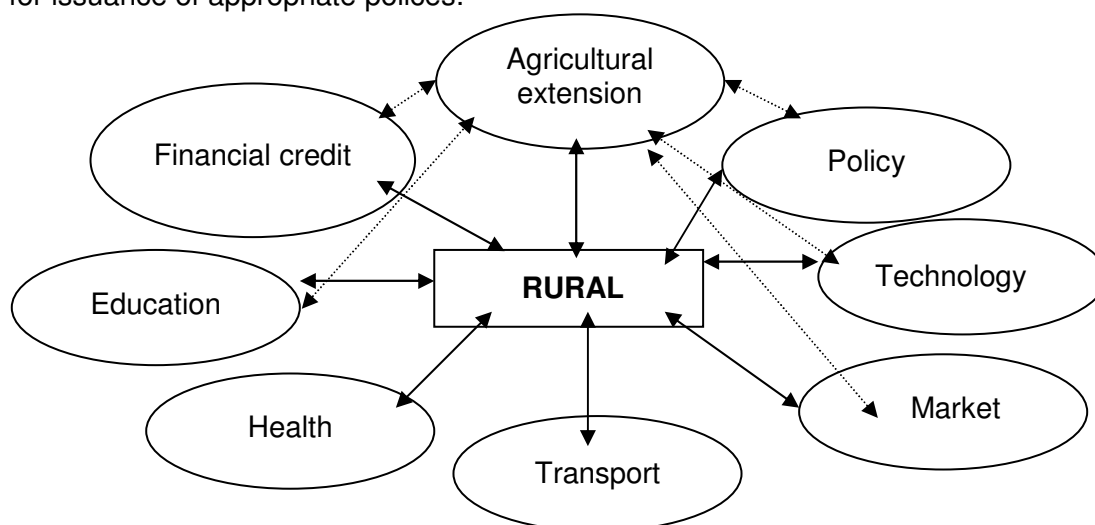 for issuance of appropriate polices.
Agricultural
extension
Financial credit
Policy
RURAL
Technology
Education
Market
Health
Transport